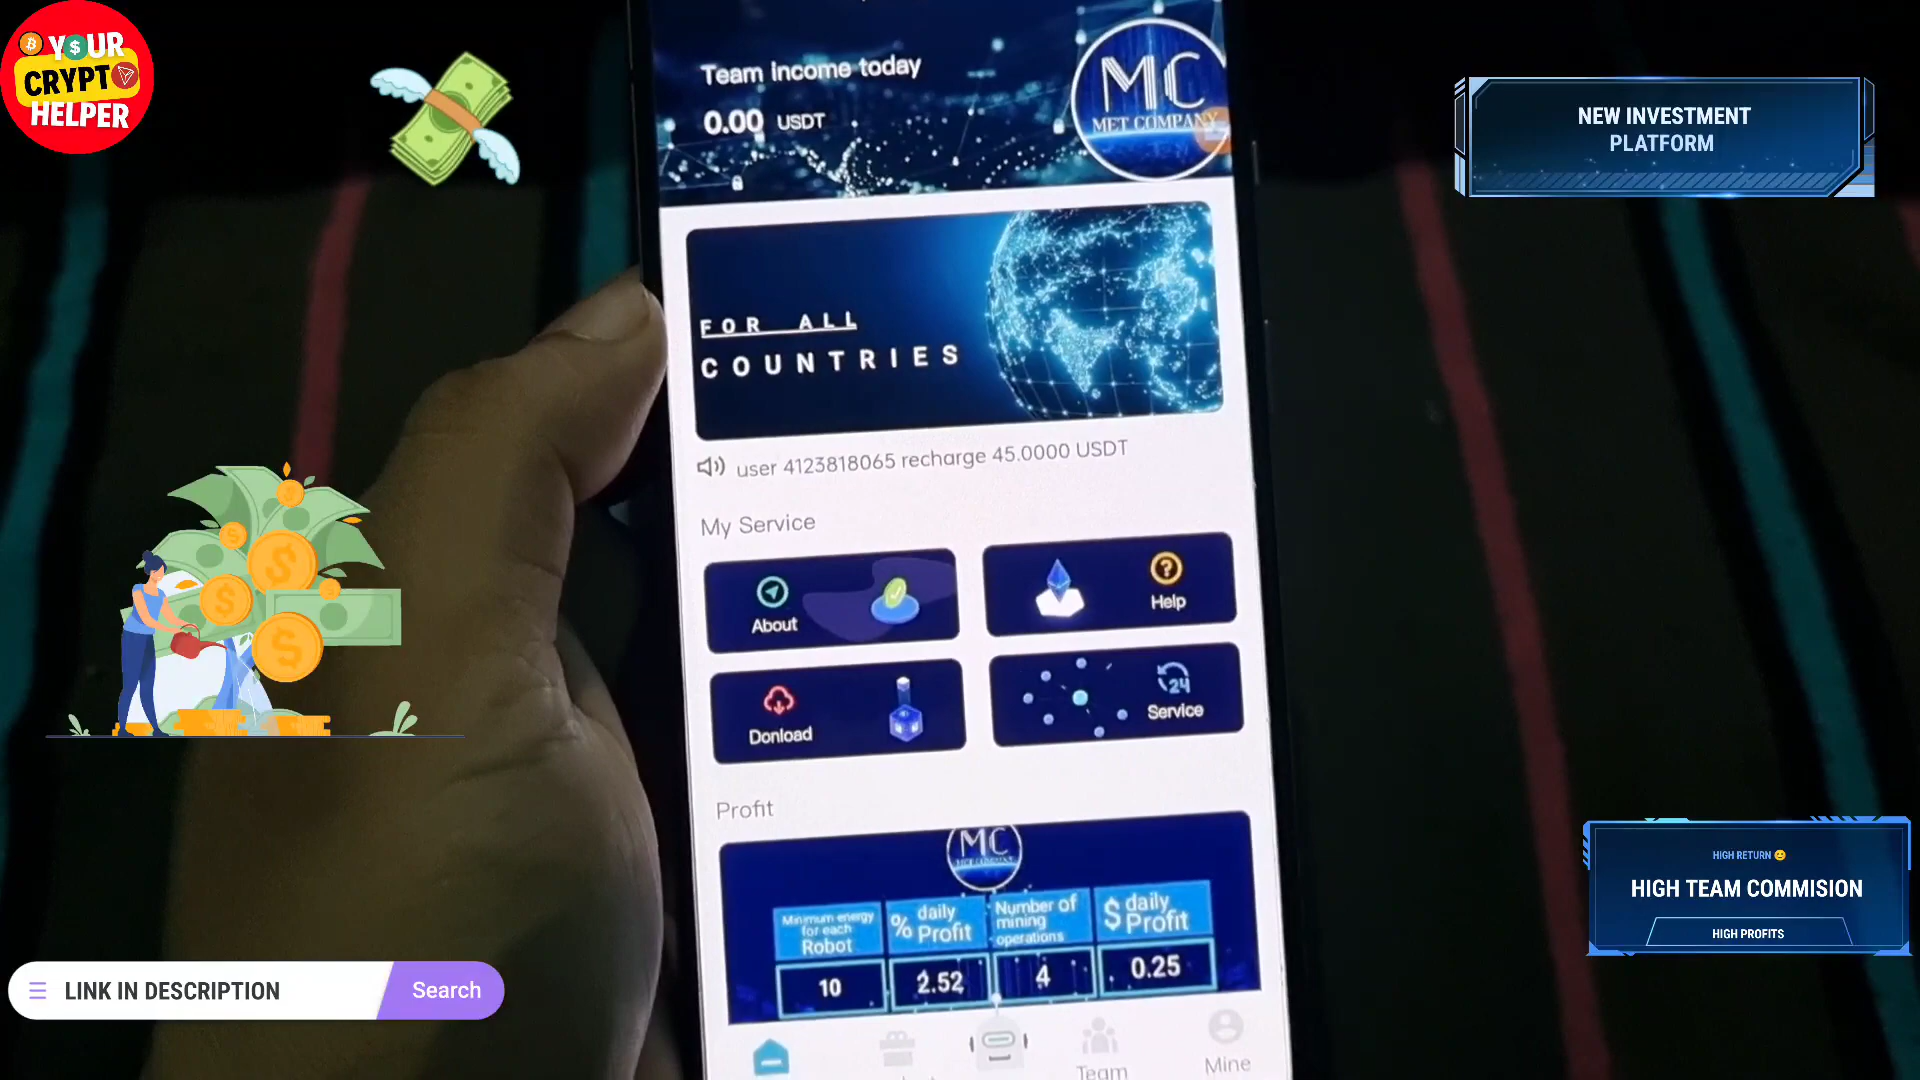 YOUR
CRYPTO
HELPER
Team income today
0.00 USDT
MC
MET COMPANY
NEW INVESTMENT
PLATFORM
FOR ALL
COUNTRIES
user 4123818065 recharge 45.0000 USDT
My Service
About
Help
Donload
24
Service
Profit
MC
MET COMPANY
Minimum energy
for each
Robot
% daily
Profit
Number of
mining
operations
$ daily
Profit
10
2.52
4
0.25
Team
Mine
HIGH RETURN 😊
HIGH TEAM COMMISION
HIGH PROFITS
LINK IN DESCRIPTION
Search